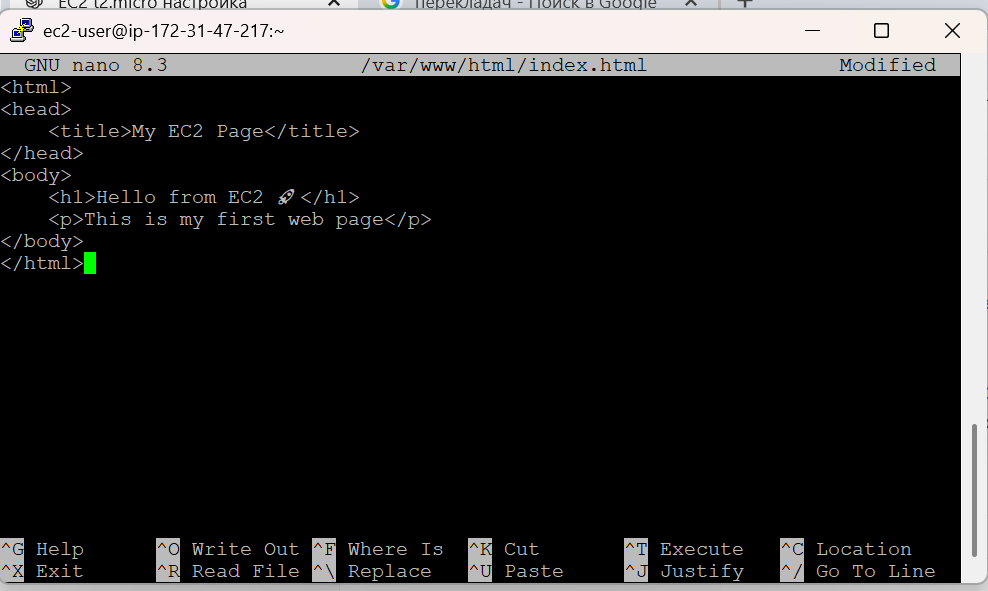 EC2 t2.micro настройка
перекладач - Поиск в Google
ec2-user@ip-172-31-47-217:~
GNU nano 8.3 /var/www/html/index.html Modified
<html>
<head>
    <title>My EC2 Page</title>
</head>
<body>
    <h1>Hello from EC2 🚀</h1>
    <p>This is my first web page</p>
</body>
</html>
^G Help ^O Write Out ^F Where Is ^K Cut ^T Execute ^C Location
^X Exit ^R Read File ^\ Replace ^U Paste ^J Justify ^/ Go To Line